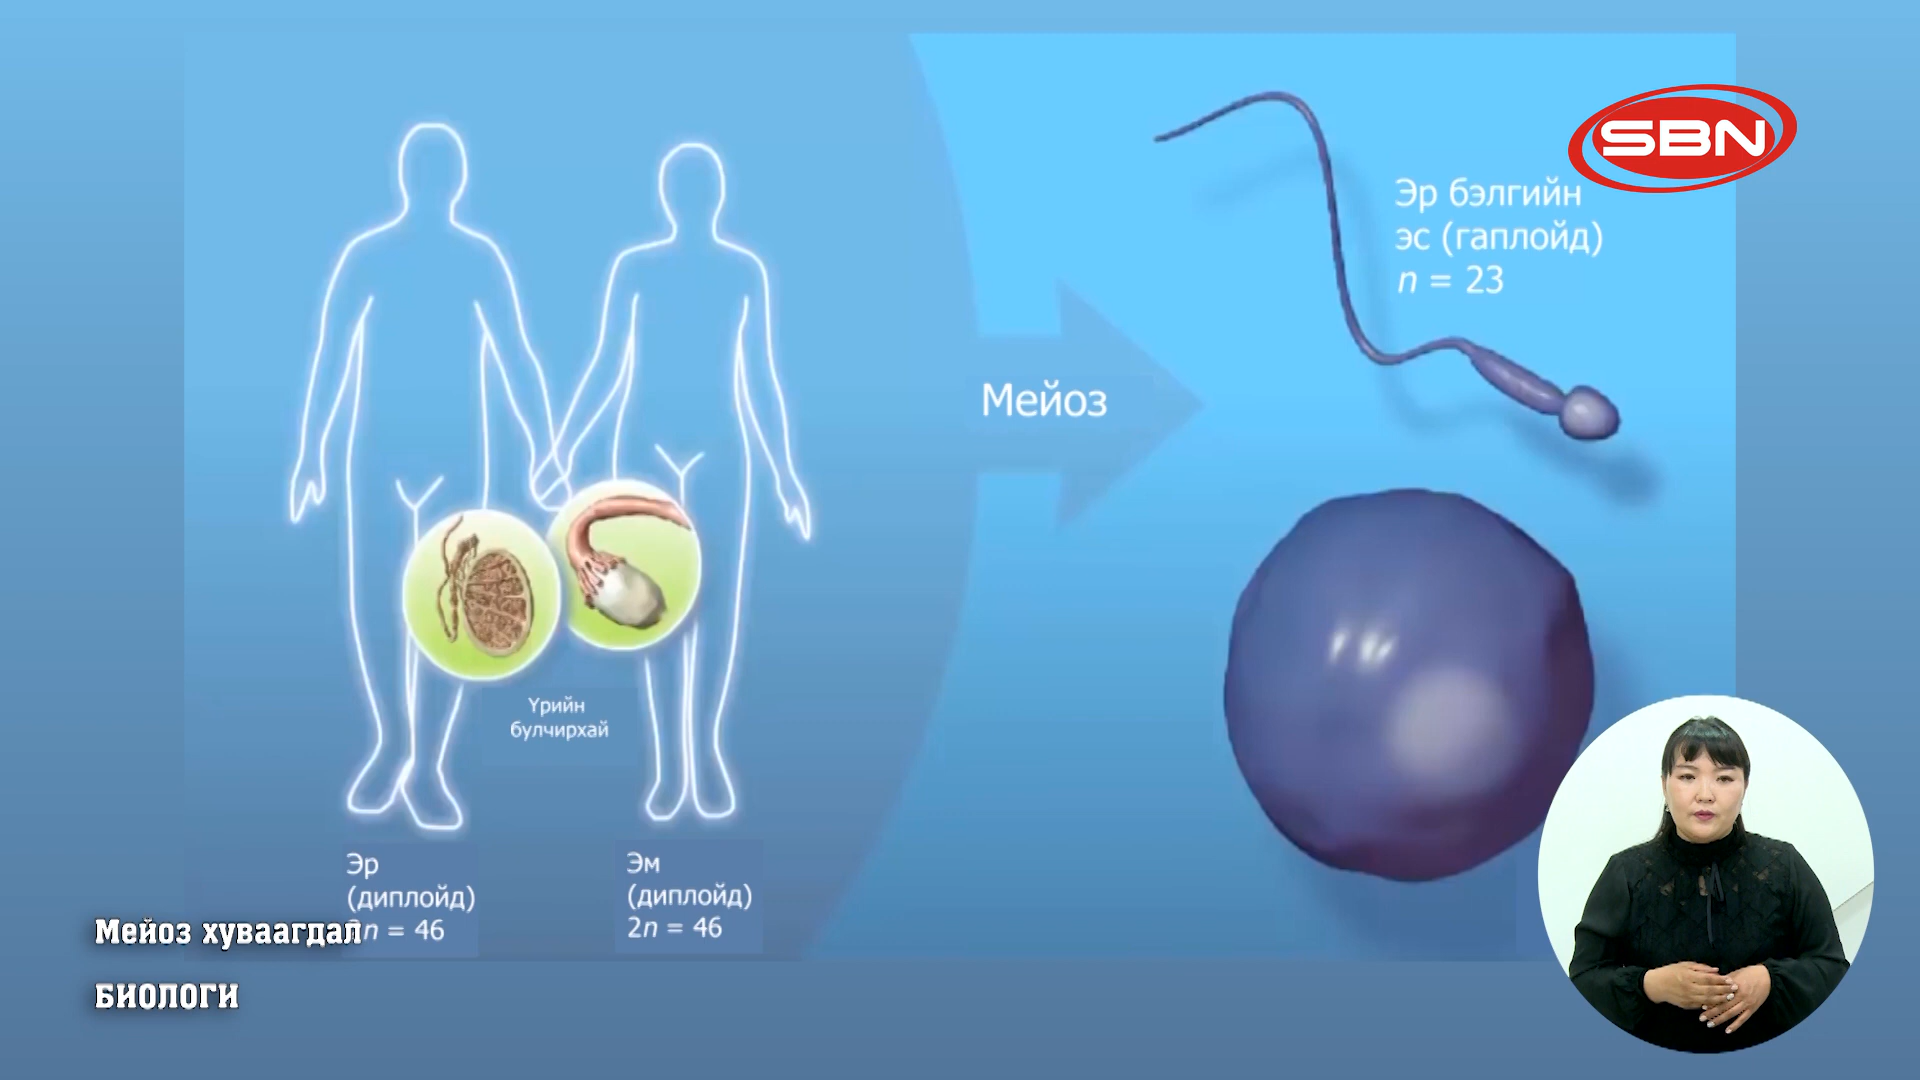 SBN
Эр бэлгийн
эс (гаплойд)
n = 23
Мейоз
Үрийн
булчирхай
Эр
(диплойд)
n = 46
Эм
(диплойд)
2n = 46
Мейоз хуваагдал
БИОЛОГИ